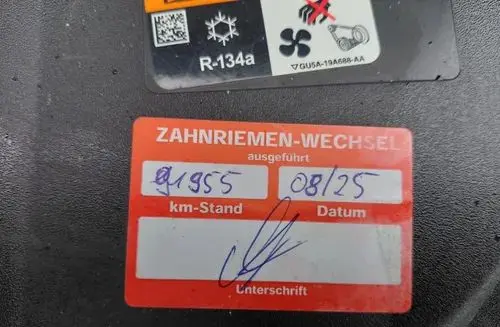 R-134a
▽GU5A-19A688-AA
ZAHNRIEMEN-WECHSEL
ausgeführt
91955 08/25
km-Stand Datum
Unterschrift